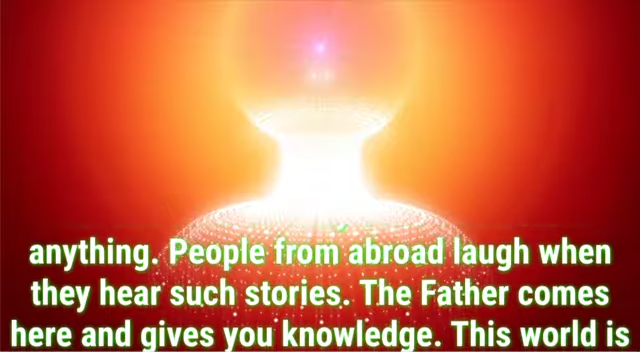 anything. People from abroad laugh when
they hear such stories. The Father comes
here and gives you knowledge. This world is